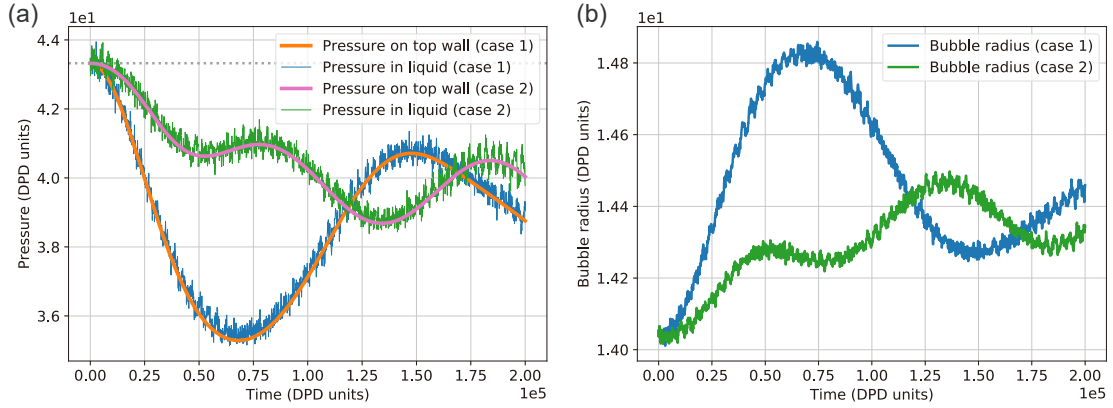 (a)
1e1
4.4
4.2
4.0
3.8
3.6
Pressure (DPD units)
Pressure on top wall (case 1)
Pressure in liquid (case 1)
Pressure on top wall (case 2)
Pressure in liquid (case 2)
0.00 0.25 0.50 0.75 1.00 1.25 1.50 1.75 2.00
Time (DPD units)
1e5
(b)
1e1
1.48
1.46
1.44
1.42
1.40
Bubble radius (DPD units)
Bubble radius (case 1)
Bubble radius (case 2)
0.00 0.25 0.50 0.75 1.00 1.25 1.50 1.75 2.00
Time (DPD units)
1e5